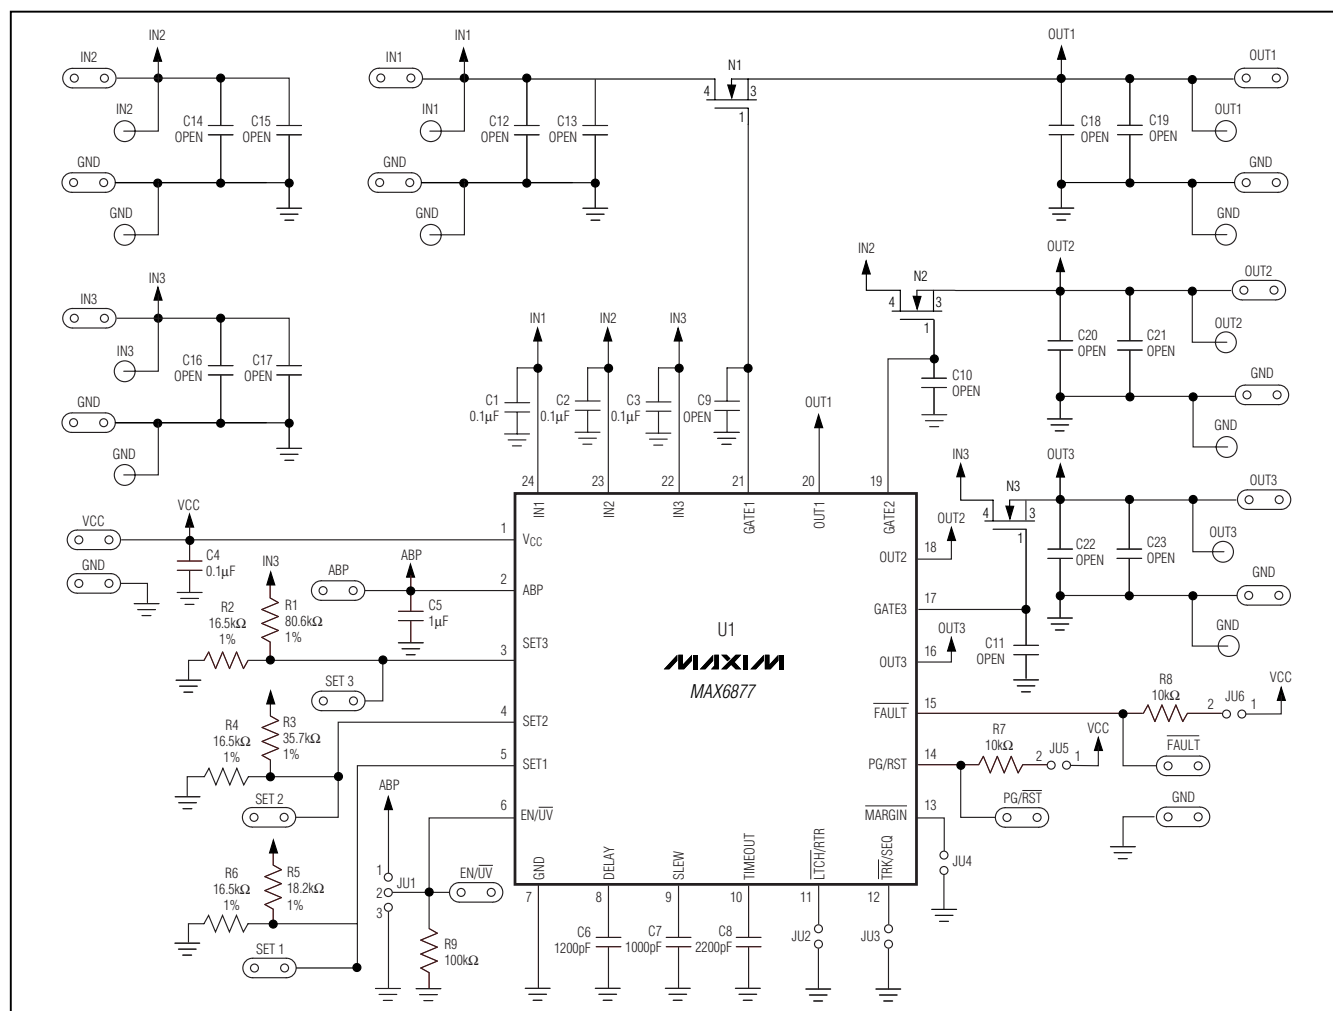 IN2
IN2
IN2
C14
OPEN
C15
OPEN
GND
GND
IN1
IN1
IN1
C12
OPEN
C13
OPEN
GND
GND
N1
4
3
1
OUT1
OUT1
C18
OPEN
C19
OPEN
OUT1
GND
GND
IN3
IN3
IN3
C16
OPEN
C17
OPEN
GND
GND
IN2
N2
4
3
1
C10
OPEN
OUT2
OUT2
C20
OPEN
C21
OPEN
OUT2
GND
GND
IN1
C1
0.1μF
IN2
C2
0.1μF
IN3
C3
0.1μF
C9
OPEN
OUT1
IN3
N3
4
3
1
C11
OPEN
OUT3
OUT3
C22
OPEN
C23
OPEN
OUT3
GND
GND
24
23
22
21
20
19
IN1
IN2
IN3
GATE1
OUT1
GATE2
VCC
VCC
GND
C4
0.1μF
1
VCC
ABP
ABP
C5
1μF
2
ABP
IN3
R1
80.6kΩ
1%
R2
16.5kΩ
1%
SET 3
3
SET3
R3
35.7kΩ
1%
R4
16.5kΩ
1%
SET 2
4
SET2
5
SET1
R5
18.2kΩ
1%
R6
16.5kΩ
1%
SET 1
ABP
1
2
3
JU1
EN/UV
R9
100kΩ
6
EN/UV
U1
MAXIM
MAX6877
OUT2
18
OUT2
17
GATE3
OUT3
16
OUT3
15
FAULT
R8
10kΩ
2
JU6
1
VCC
FAULT
14
PG/RST
R7
10kΩ
2
JU5
1
VCC
PG/RST
GND
13
MARGIN
JU4
GND
DELAY
SLEW
TIMEOUT
LTCH/RTR
TRK/SEQ
7
8
9
10
11
12
C6
1200pF
C7
1000pF
C8
2200pF
JU2
JU3